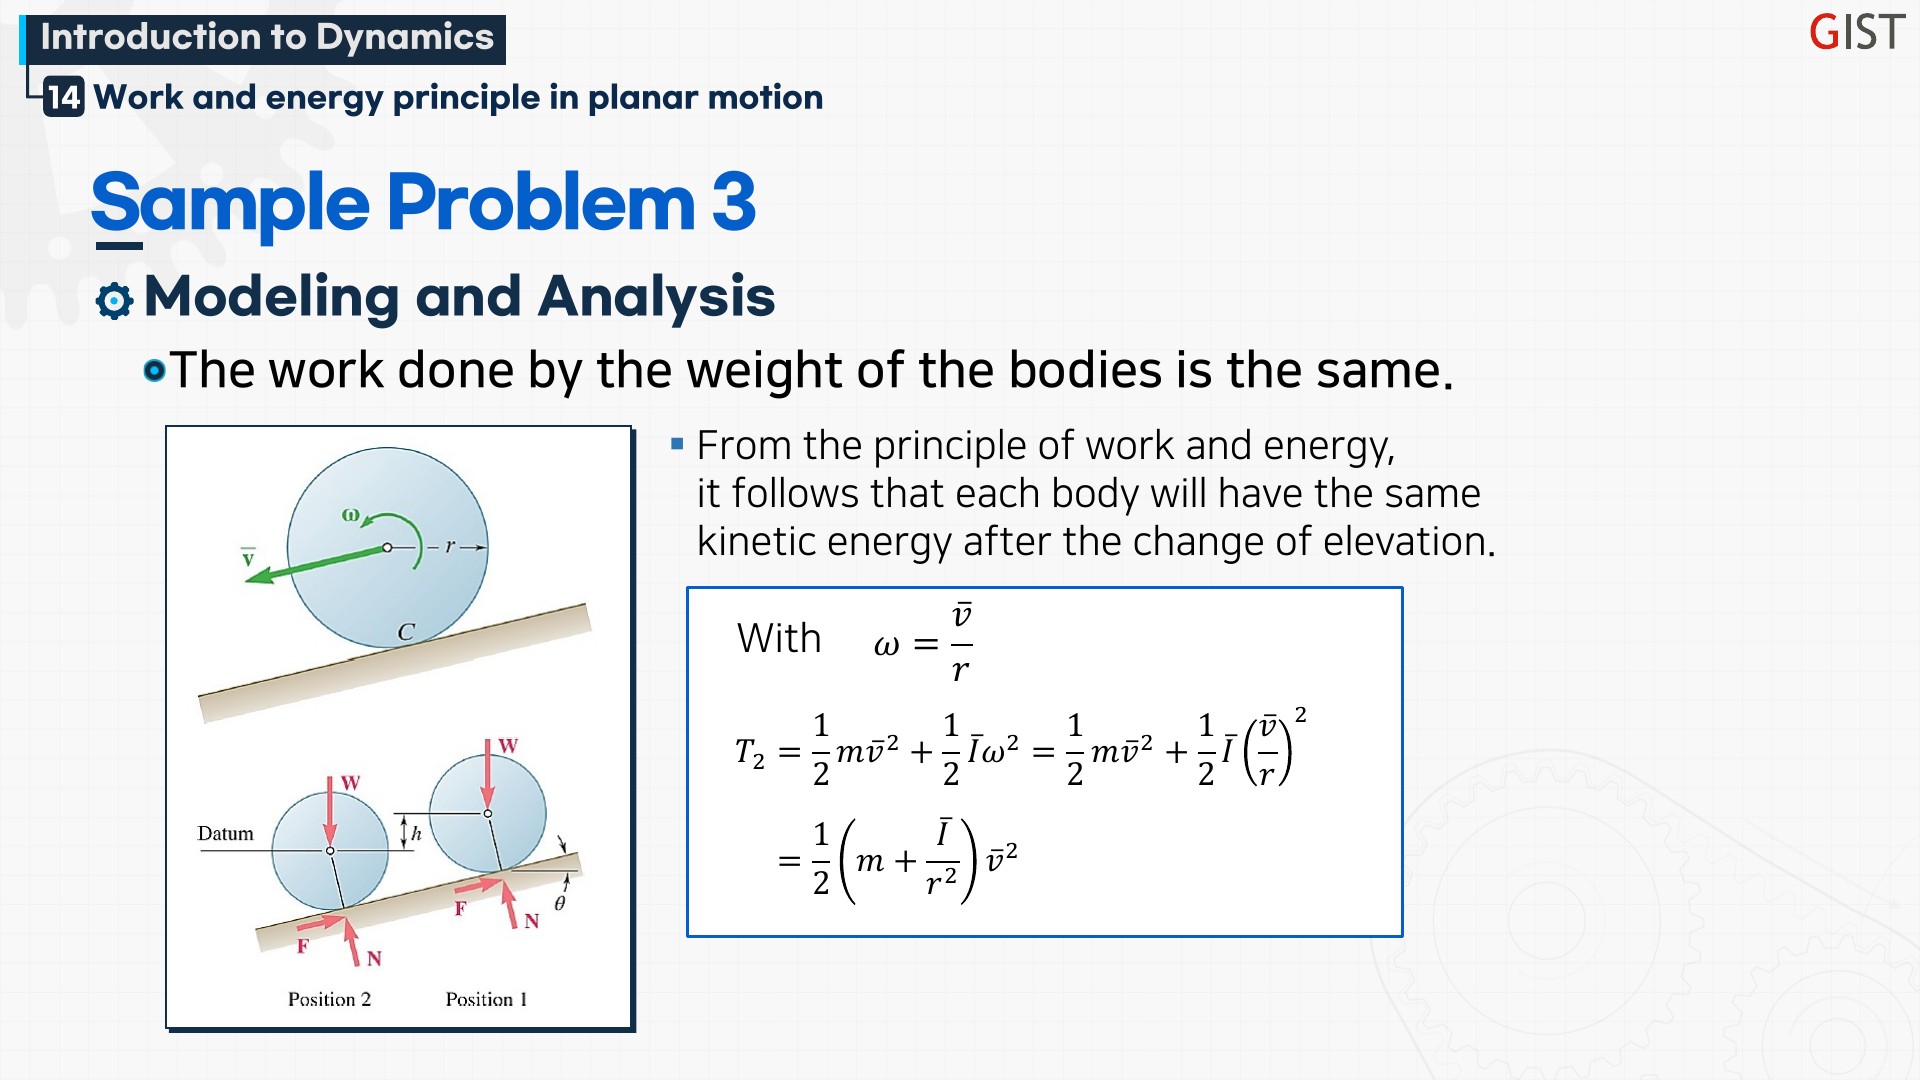 Introduction to Dynamics
GIST
14 Work and energy principle in planar motion
Sample Problem 3
Modeling and Analysis
The work done by the weight of the bodies is the same.
From the principle of work and energy,
it follows that each body will have the same
kinetic energy after the change of elevation.
ω
v̄
r
C
W
W
Datum
h
θ
F
N
F
N
Position 2
Position 1
With ω = v̄/r
T₂ = 1/2 mv̄² + 1/2 Īω² = 1/2 mv̄² + 1/2 Ī(v̄/r)²
= 1/2 (m + Ī/r²) v̄²